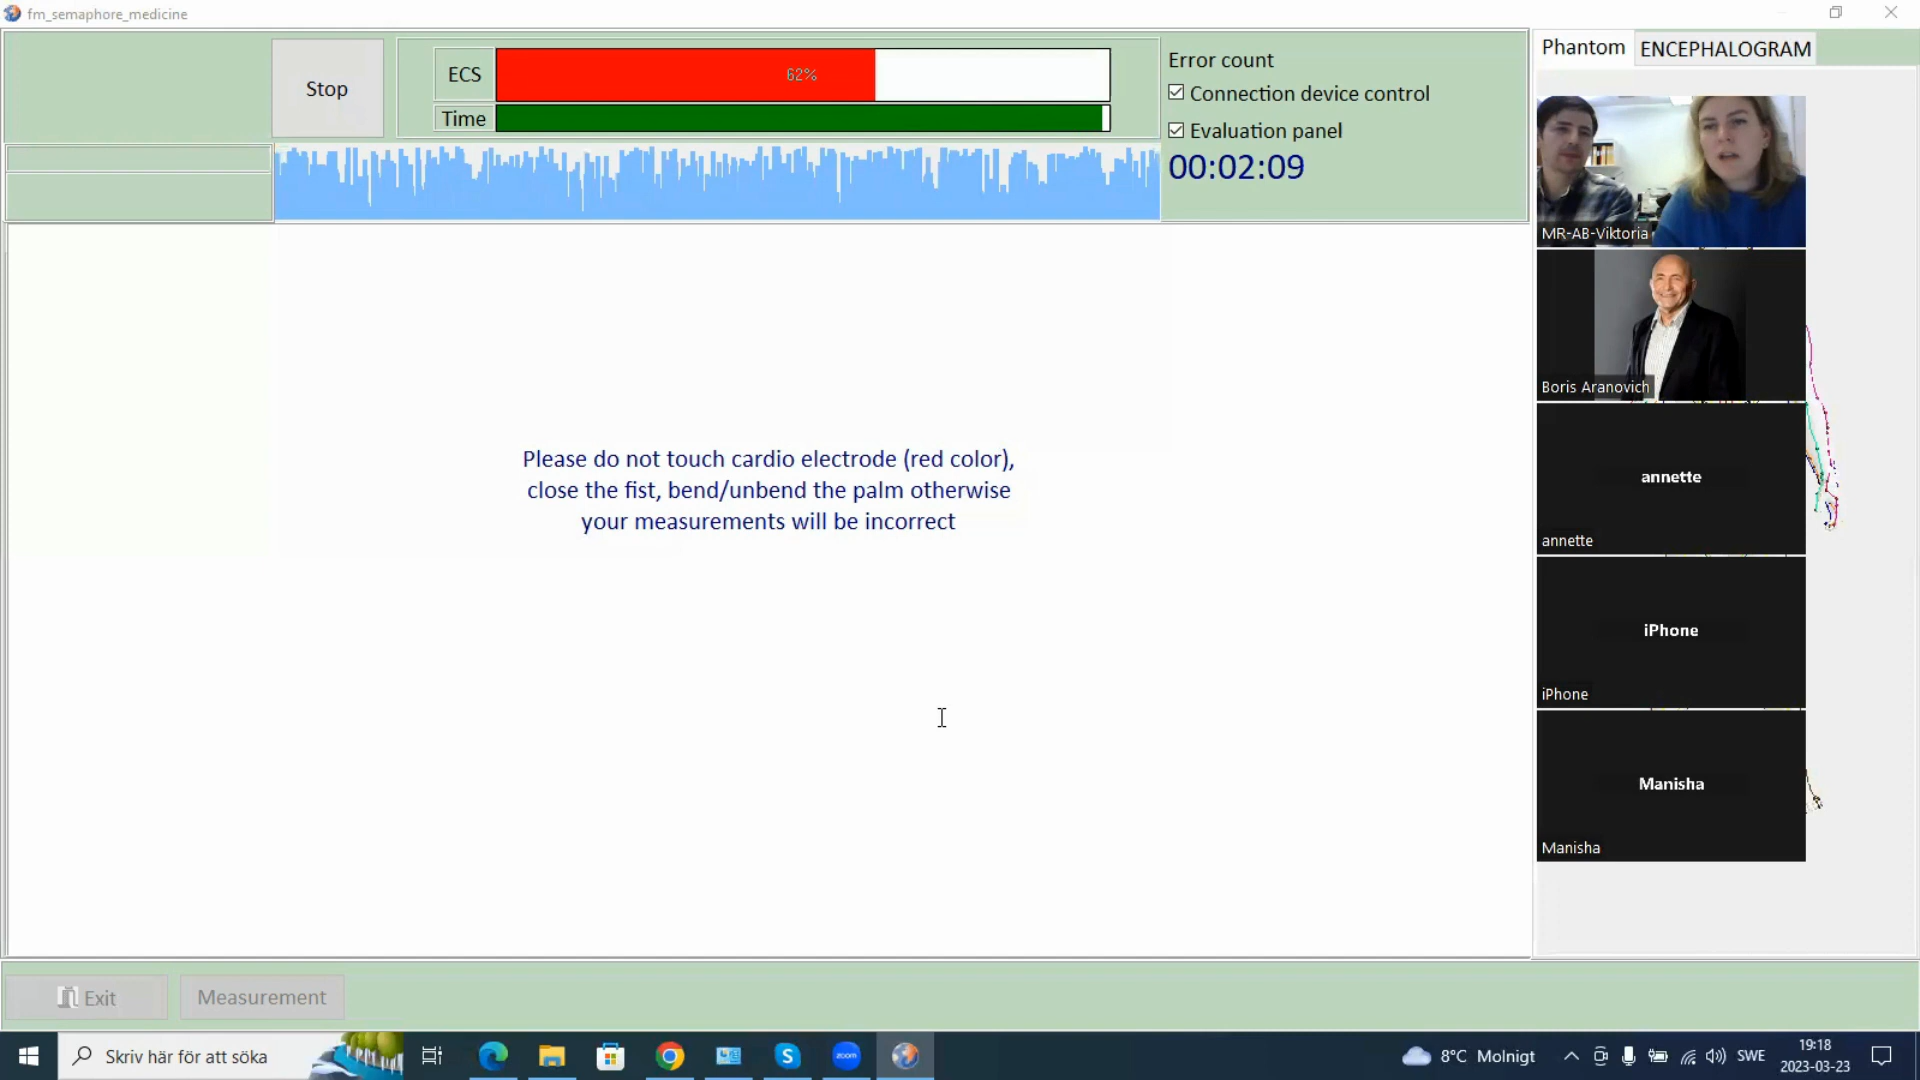 fm_semaphore_medicine
Stop
ECS
62%
Time
Error count
Connection device control
Evaluation panel
00:02:09
Phantom
ENCEPHALOGRAM
MR-AB-Viktoria
Boris Aranovich
annette
annette
iPhone
iPhone
Manisha
Manisha
Please do not touch cardio electrode (red color),
close the fist, bend/unbend the palm otherwise
your measurements will be incorrect
Exit
Measurement
Skriv här för att söka
zoom
8°C Molnigt
SWE
19:18
2023-03-23